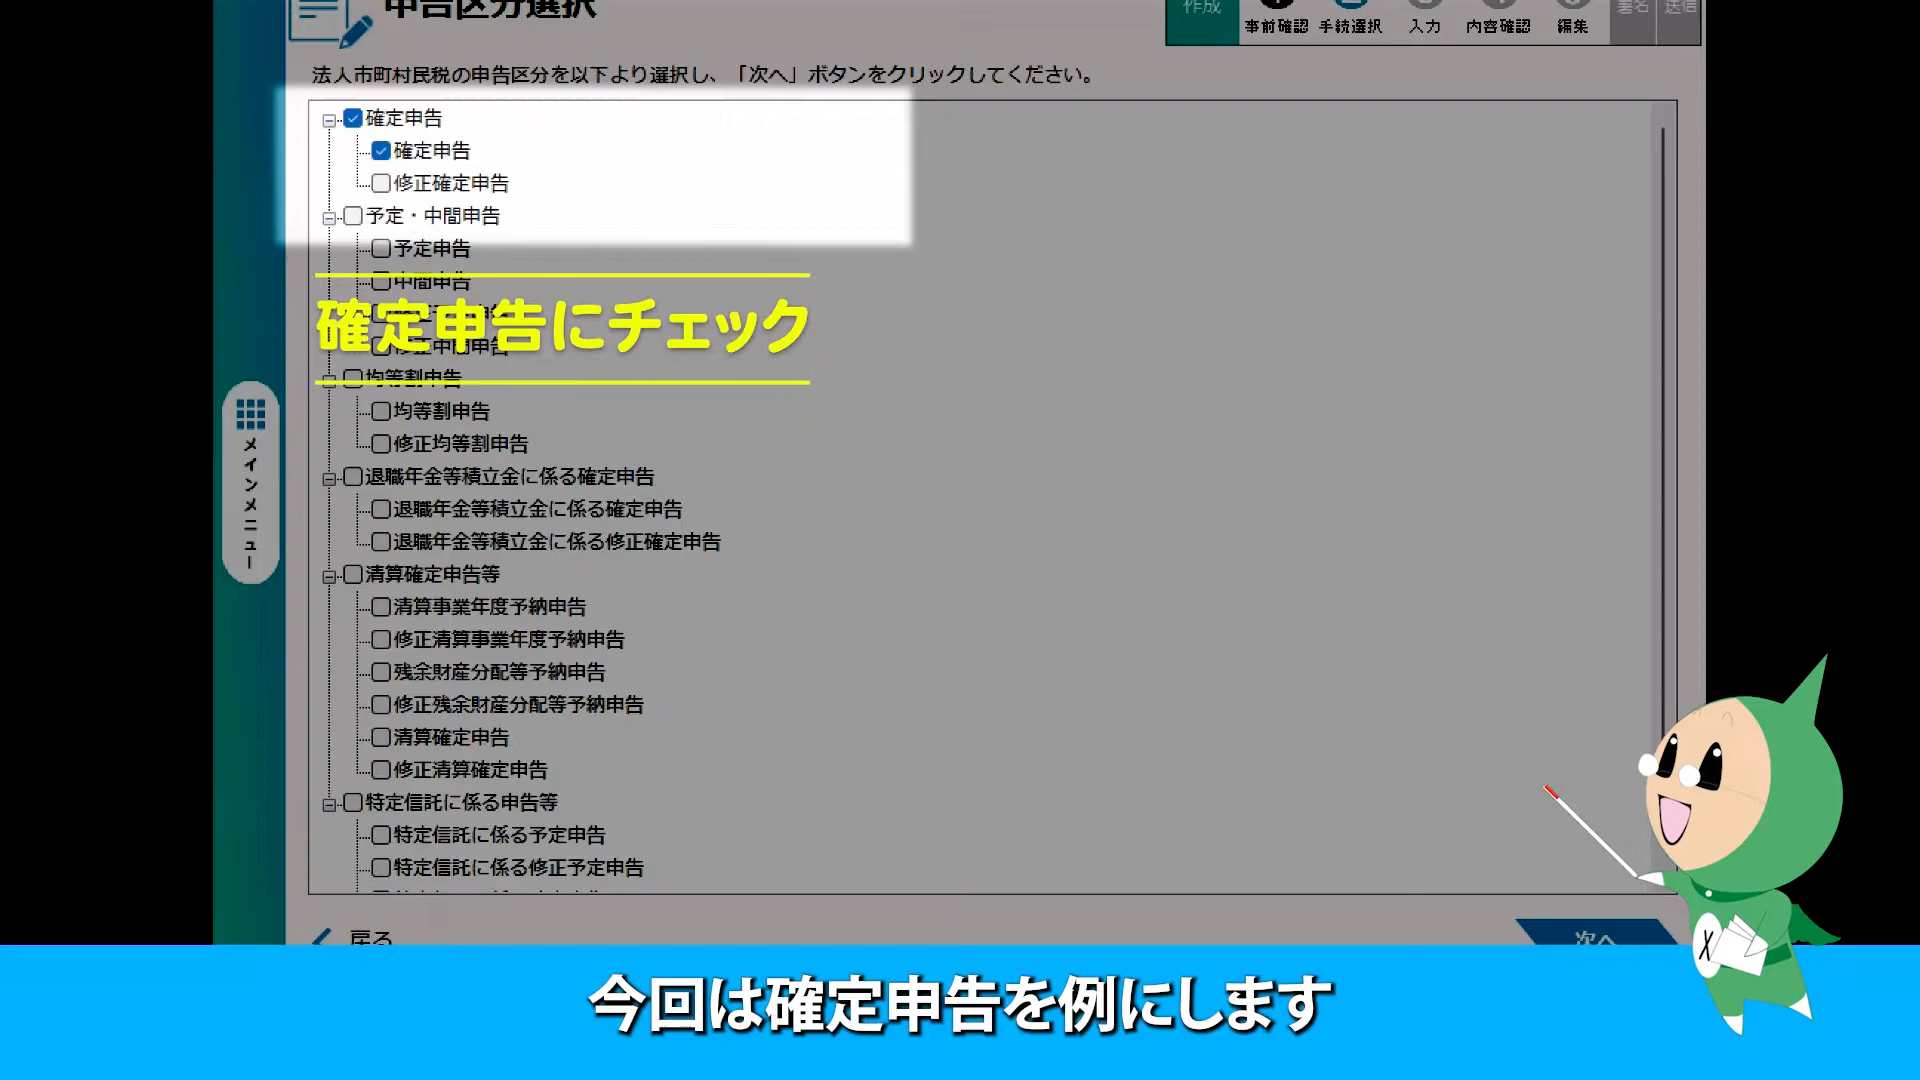 申告区分選択
作成
事前確認
手続選択
入力
内容確認
編集
署名
送信
法人市町村民税の申告区分を以下より選択し、「次へ」ボタンをクリックしてください。
確定申告
確定申告
修正確定申告
予定・中間申告
予定申告
中間申告
確定申告にチェック
修正中間申告
均等割申告
均等割申告
修正均等割申告
退職年金等積立金に係る確定申告
退職年金等積立金に係る確定申告
退職年金等積立金に係る修正確定申告
清算確定申告等
清算事業年度予納申告
修正清算事業年度予納申告
残余財産分配等予納申告
修正残余財産分配等予納申告
清算確定申告
修正清算確定申告
特定信託に係る申告等
特定信託に係る予定申告
特定信託に係る修正予定申告
メインメニュー
戻る
次へ
X
今回は確定申告を例にします